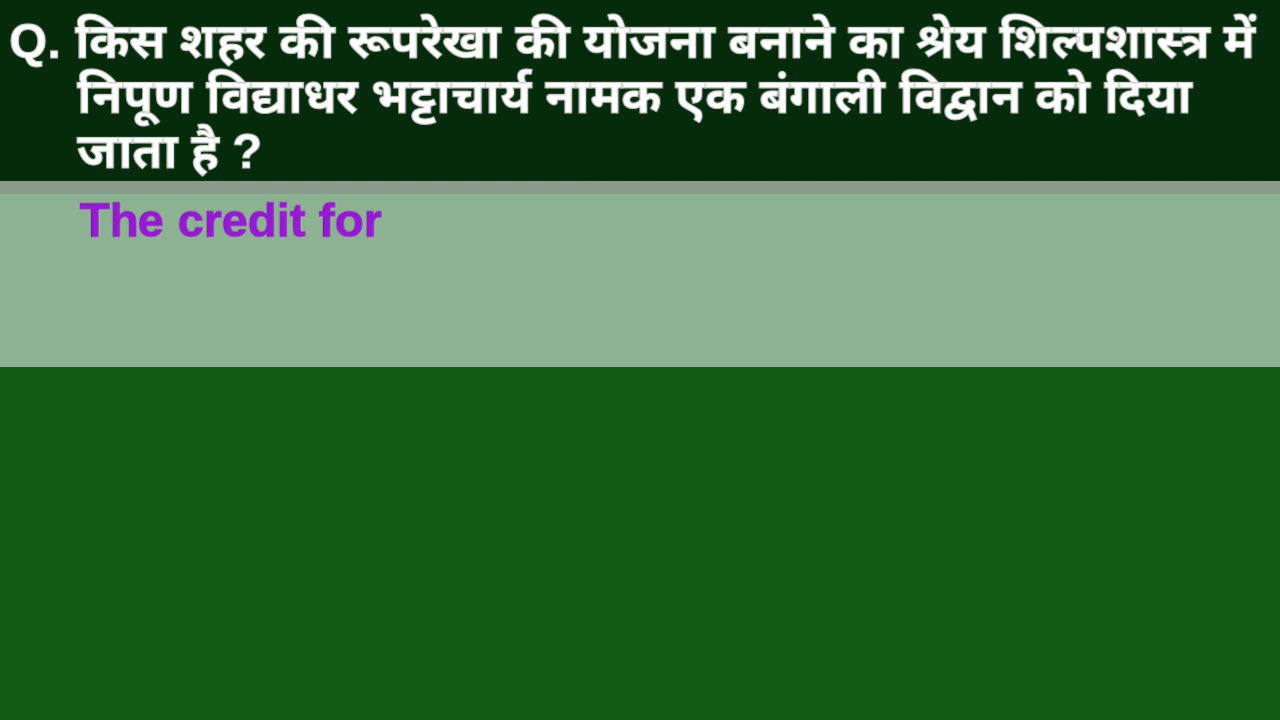 Q. किस शहर की रूपरेखा की योजना बनाने का श्रेय शिल्पशास्त्र में
निपूण विद्याधर भट्टाचार्य नामक एक बंगाली विद्वान को दिया
जाता है ?
The credit for